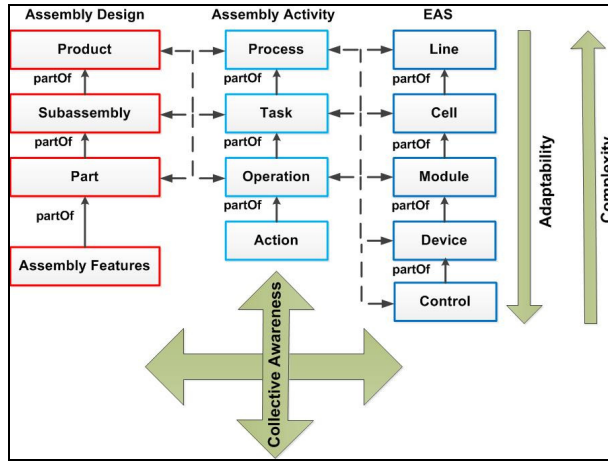 Assembly Design
Assembly Activity
EAS
Product
Process
Line
partOf
partOf
partOf
Subassembly
Task
Cell
partOf
partOf
partOf
Part
Operation
Module
partOf
partOf
partOf
Assembly Features
Action
Device
partOf
Control
Adaptability
Complexity
Collective Awareness